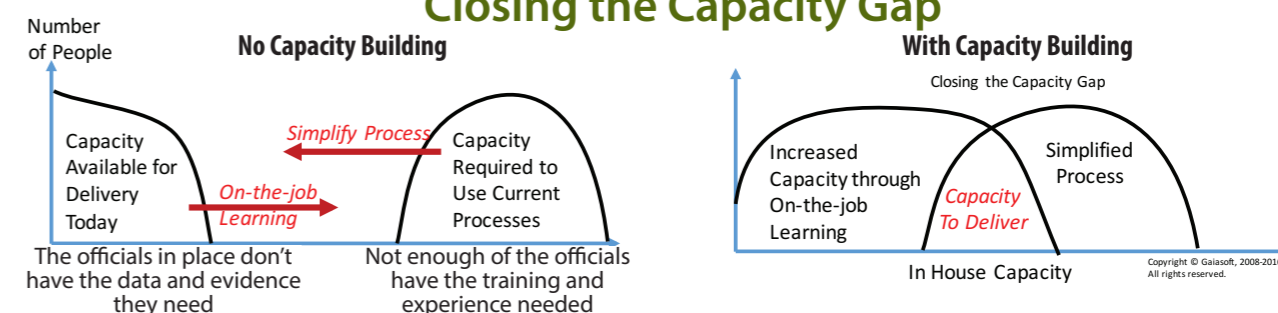 Closing the Capacity Gap
Number
of People
No Capacity Building
Capacity
Available for
Delivery
Today
Simplify Process
On-the-job
Learning
Capacity
Required to
Use Current
Processes
The officials in place don't
have the data and evidence
they need
Not enough of the officials
have the training and
experience needed
With Capacity Building
Closing the Capacity Gap
Increased
Capacity through
On-the-job
Learning
Capacity
To Deliver
Simplified
Process
In House Capacity
Copyright © Gaiasoft, 2008-2016
All rights reserved.